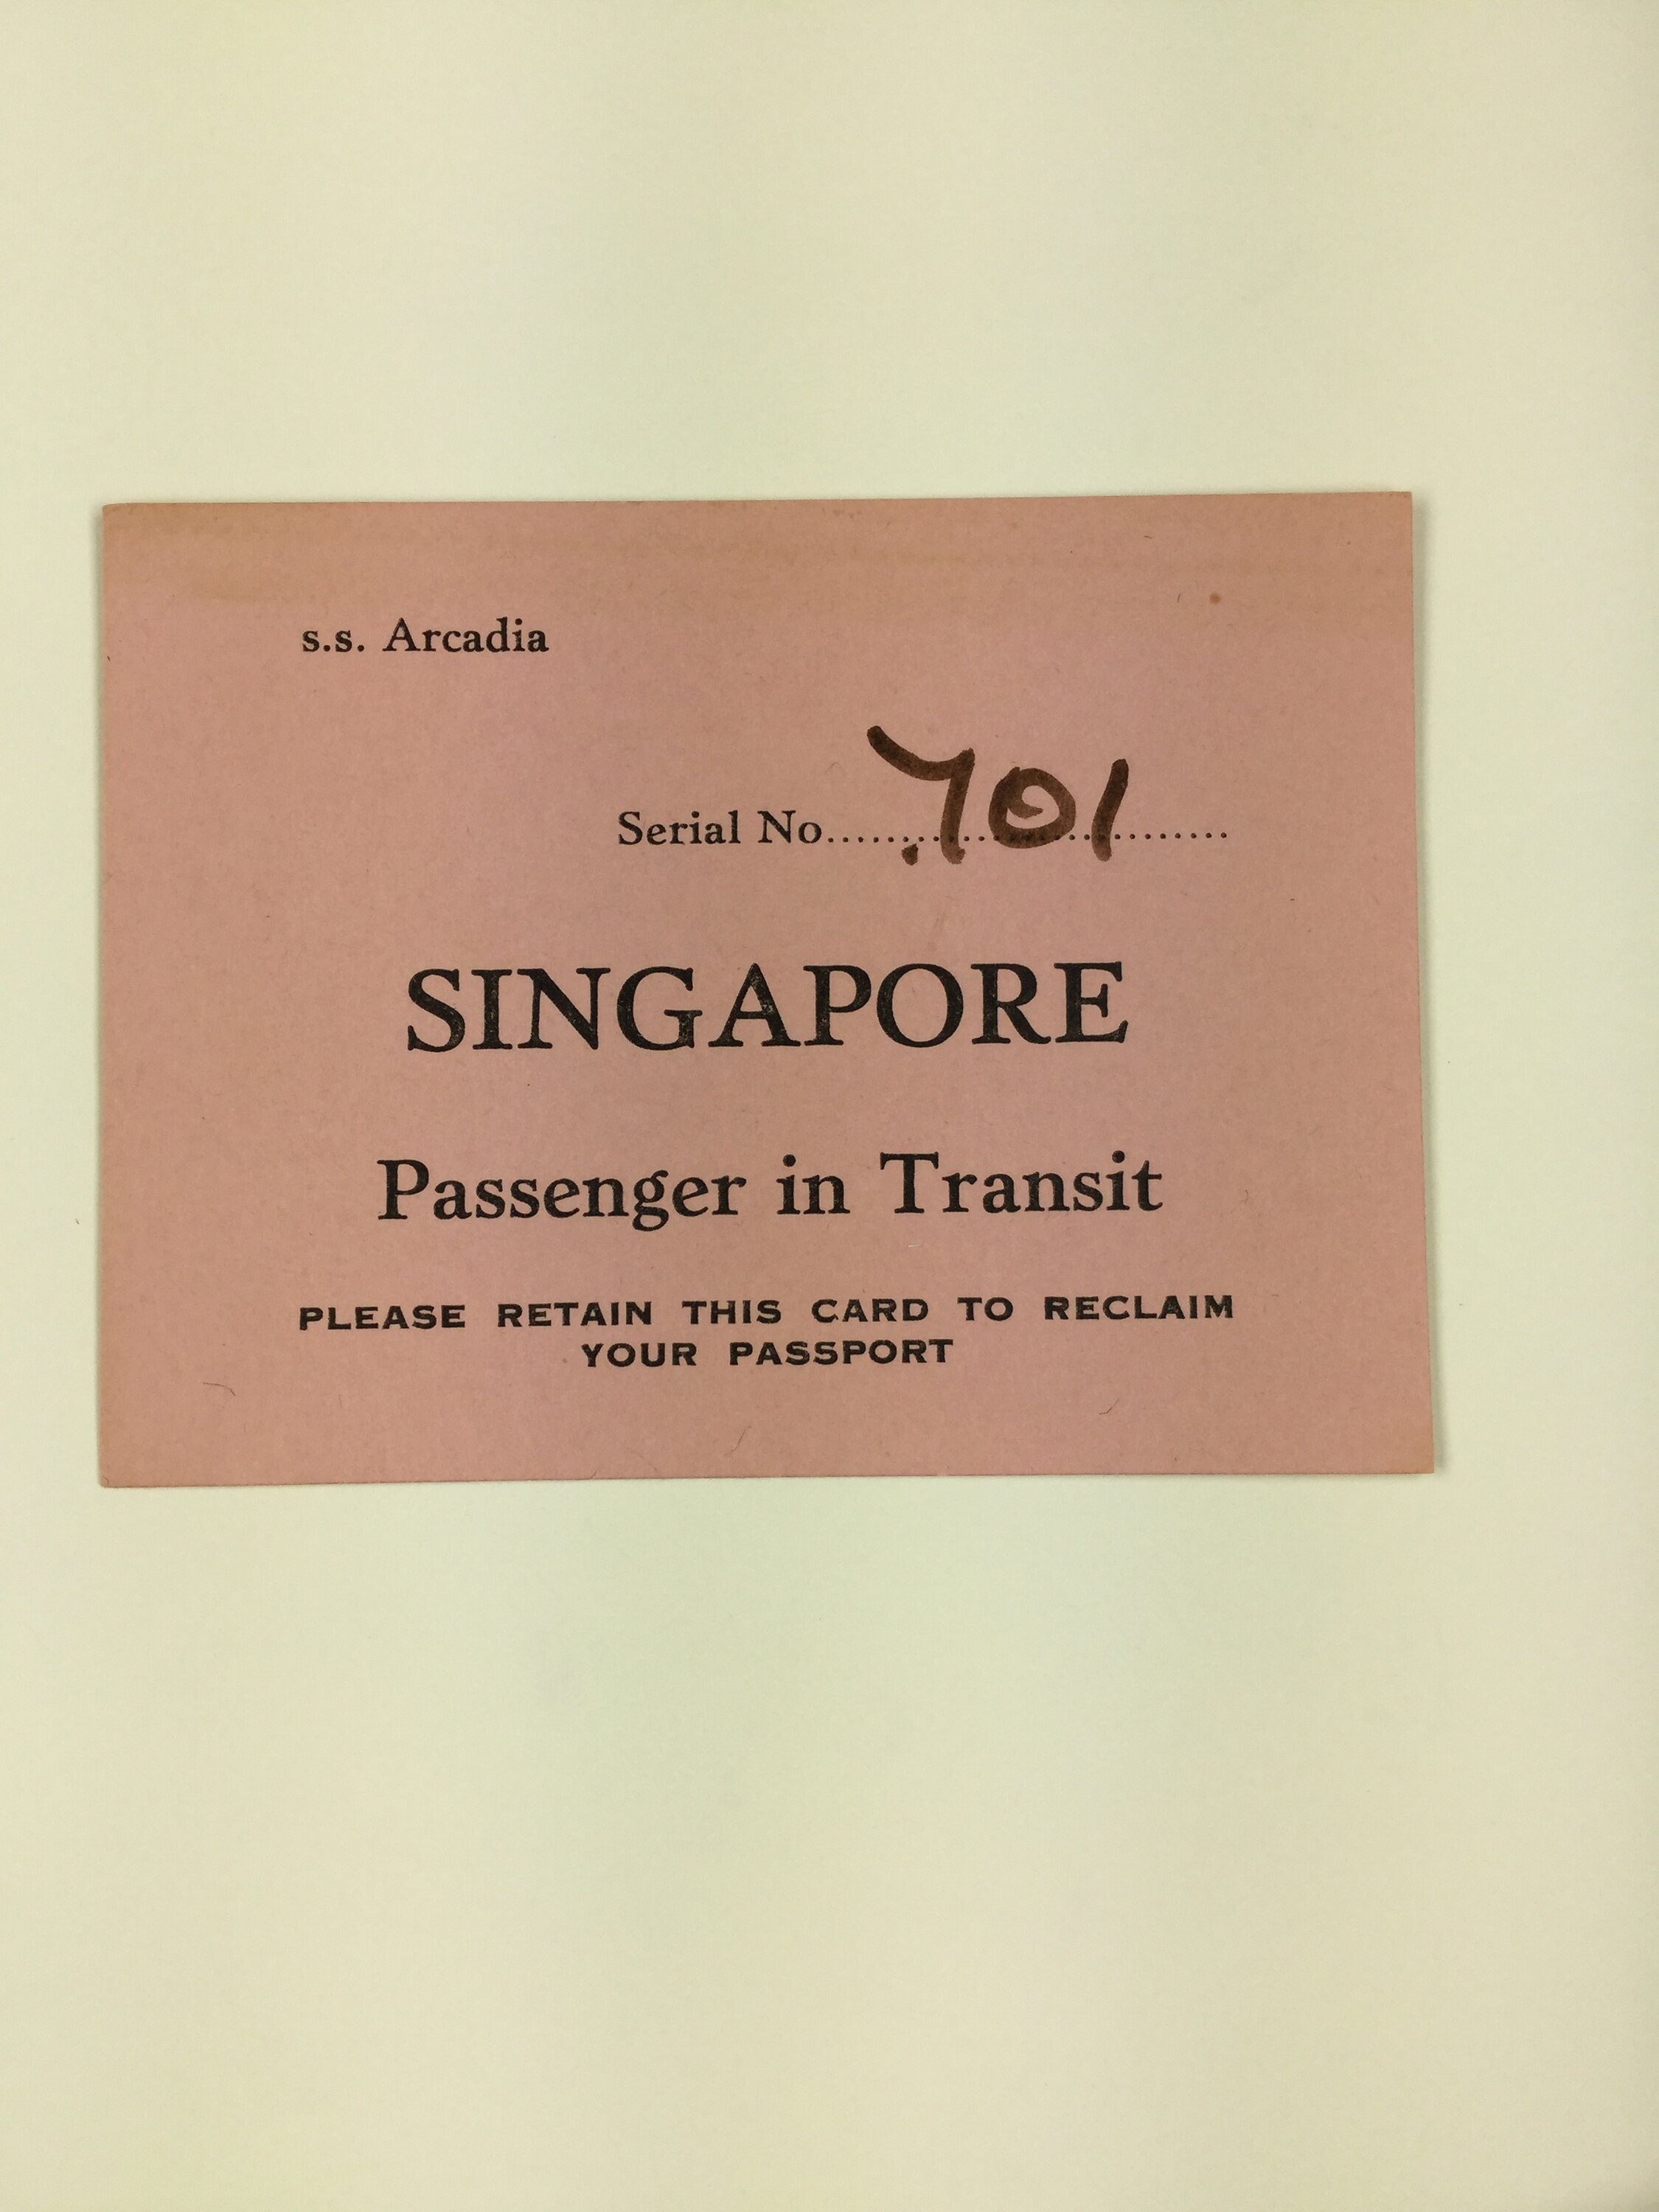 s.s. Arcadia
Serial No. 701
SINGAPORE
Passenger in Transit
PLEASE RETAIN THIS CARD TO RECLAIM
YOUR PASSPORT